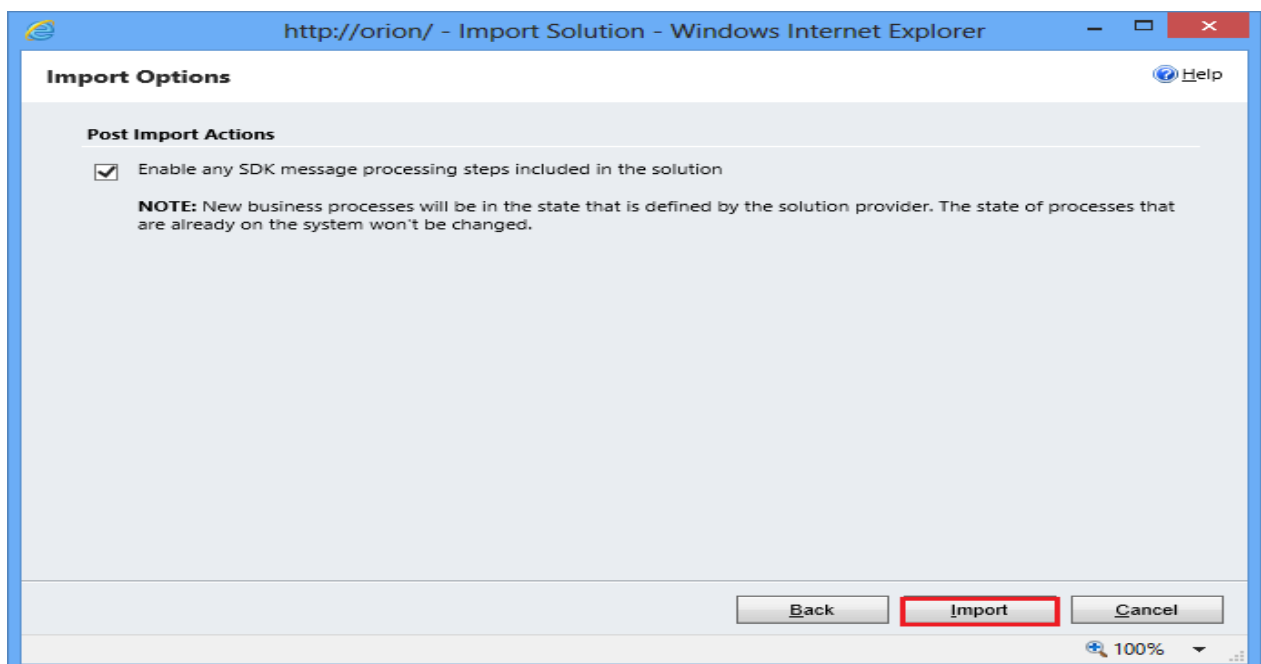 http://orion/ - Import Solution - Windows Internet Explorer
Import Options
Help
Post Import Actions
Enable any SDK message processing steps included in the solution
NOTE: New business processes will be in the state that is defined by the solution provider. The state of processes that
are already on the system won't be changed.
Back
Import
Cancel
100%